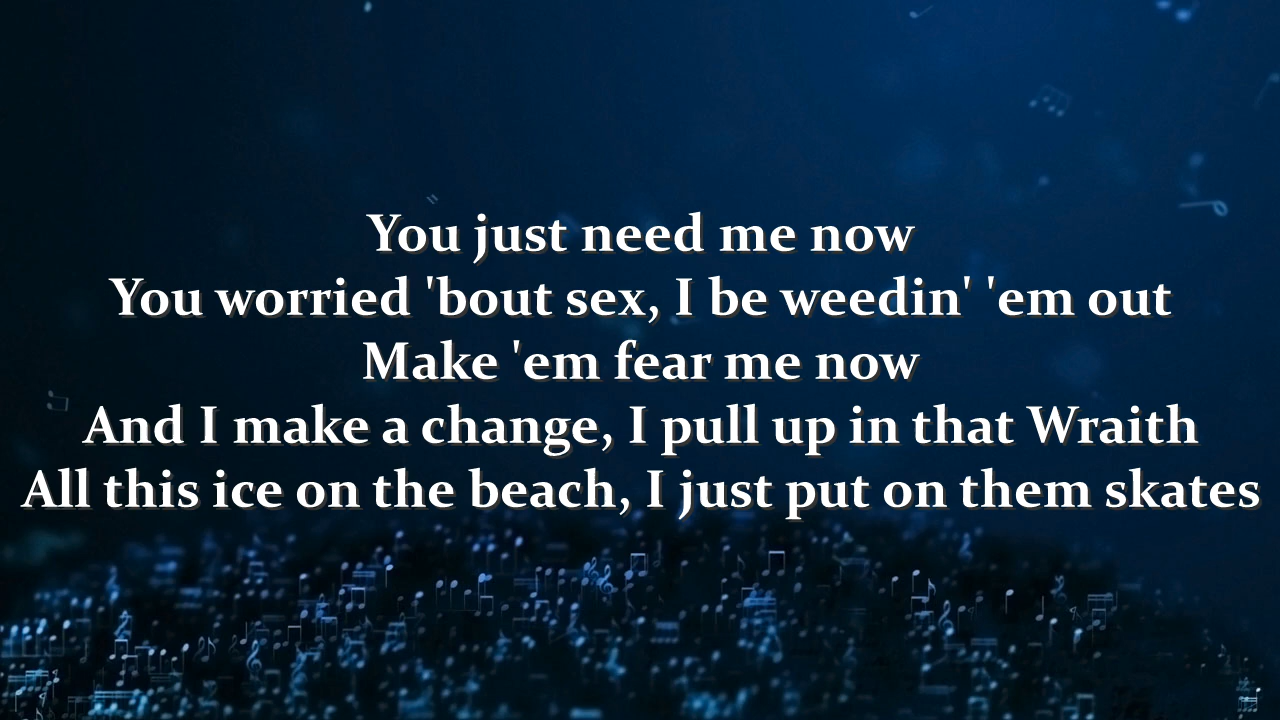 You just need me now
You worried 'bout sex, I be weedin' 'em out
Make 'em fear me now
And I make a change, I pull up in that Wraith
All this ice on the beach, I just put on them skates